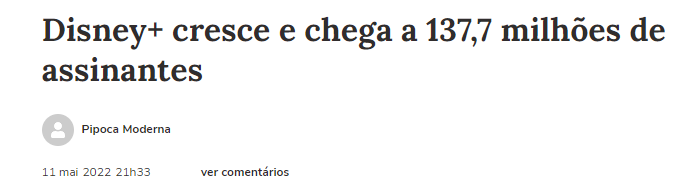 Disney+ cresce e chega a 137,7 milhões de
assinantes
Pipoca Moderna
11 mai 2022 21h33 ver comentários